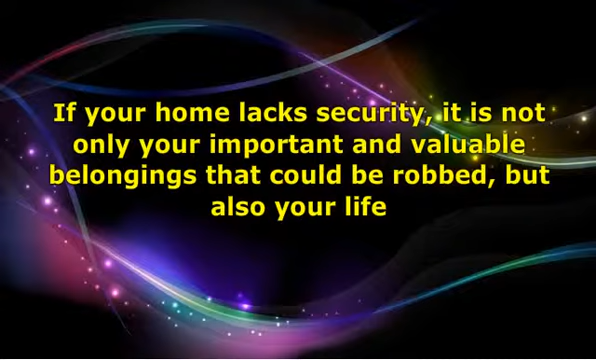 If your home lacks security, it is not
only your important and valuable
belongings that could be robbed, but
also your life